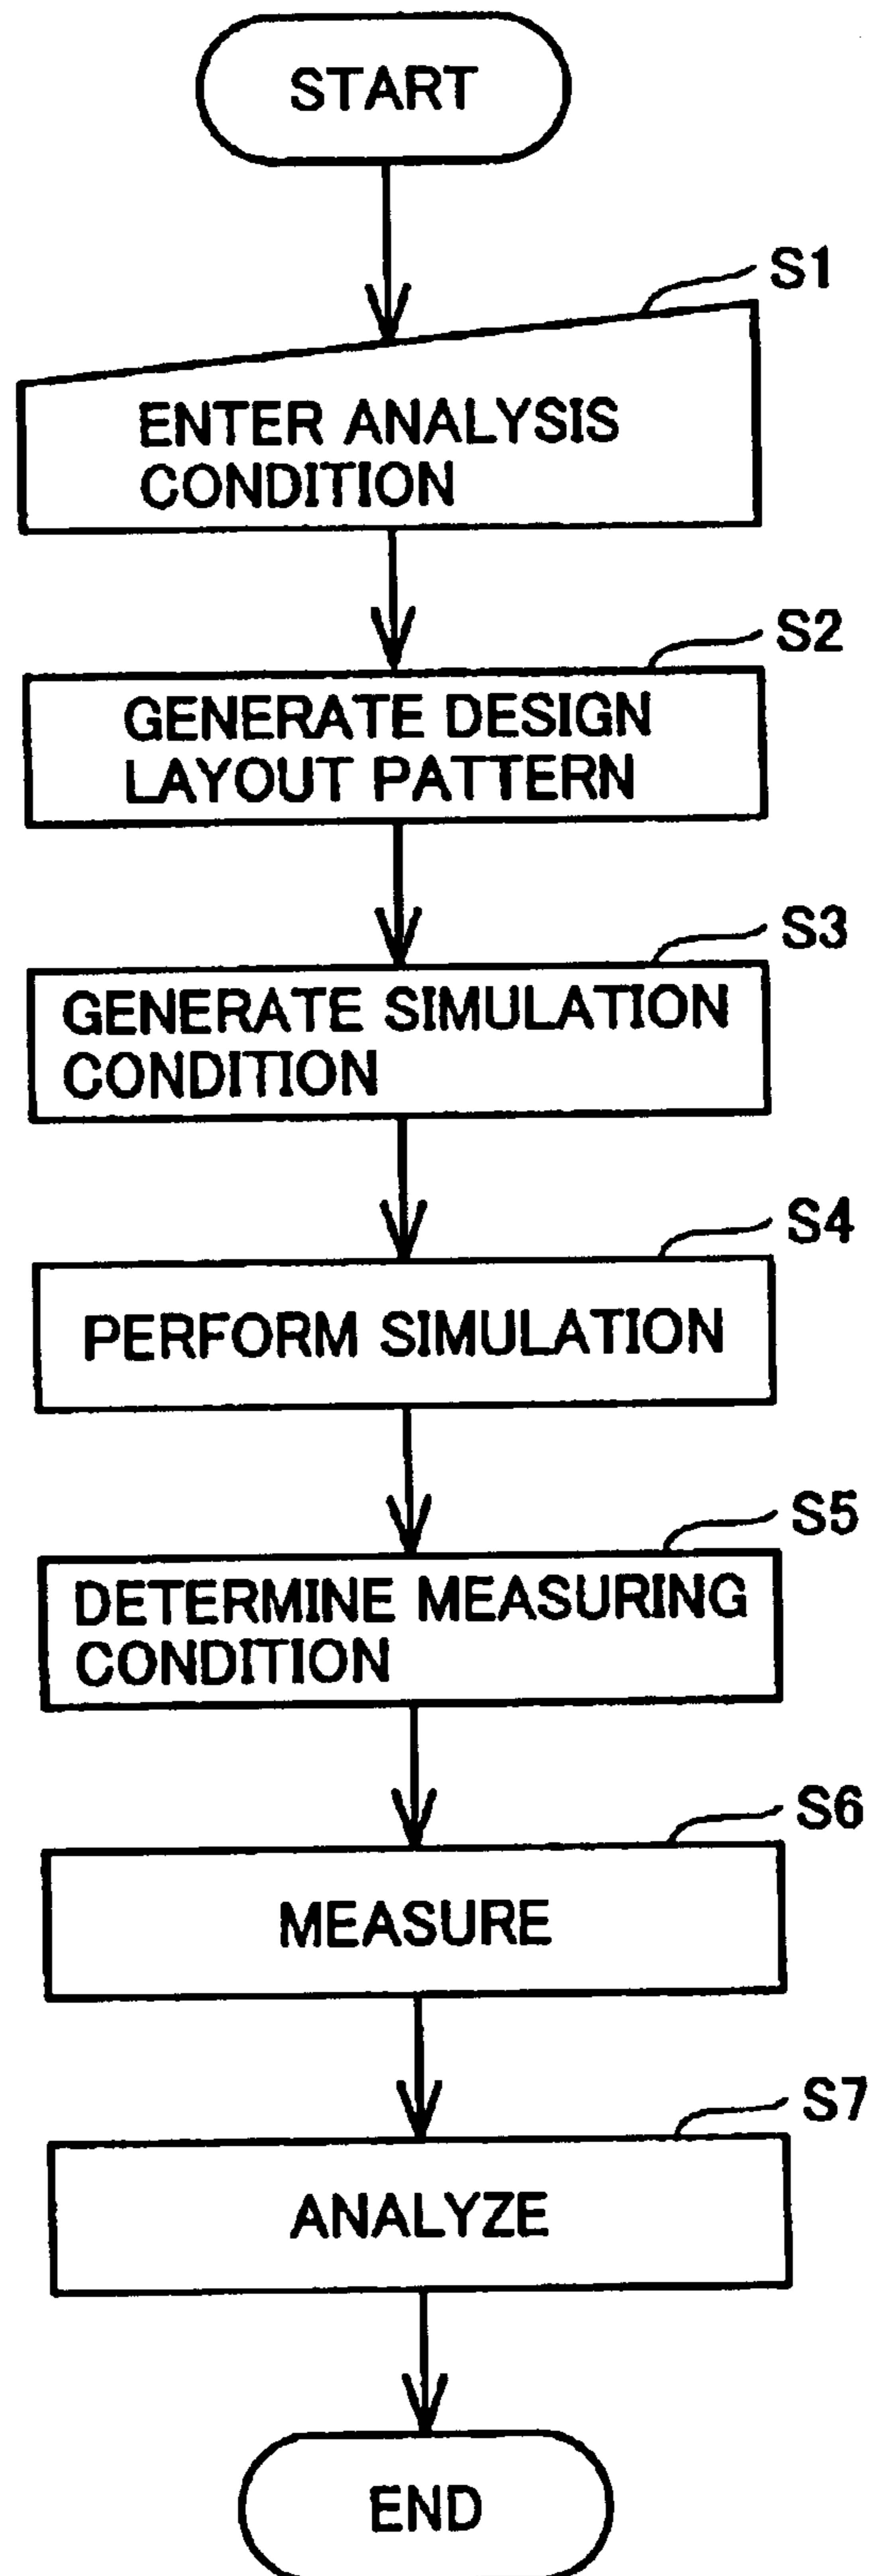 START
S1
ENTER ANALYSIS
CONDITION
S2
GENERATE DESIGN
LAYOUT PATTERN
S3
GENERATE SIMULATION
CONDITION
S4
PERFORM SIMULATION
S5
DETERMINE MEASURING
CONDITION
S6
MEASURE
S7
ANALYZE
END